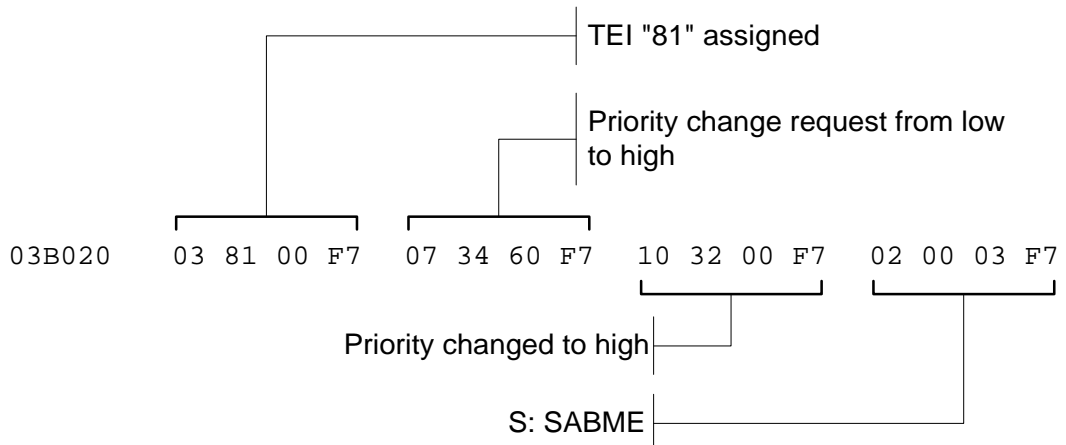 TEI "81" assigned
Priority change request from low
to high
03B020 03 81 00 F7 07 34 60 F7 10 32 00 F7 02 00 03 F7
Priority changed to high
S: SABME